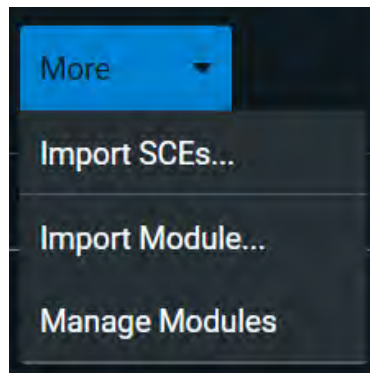 More
Import SCEs...
Import Module...
Manage Modules